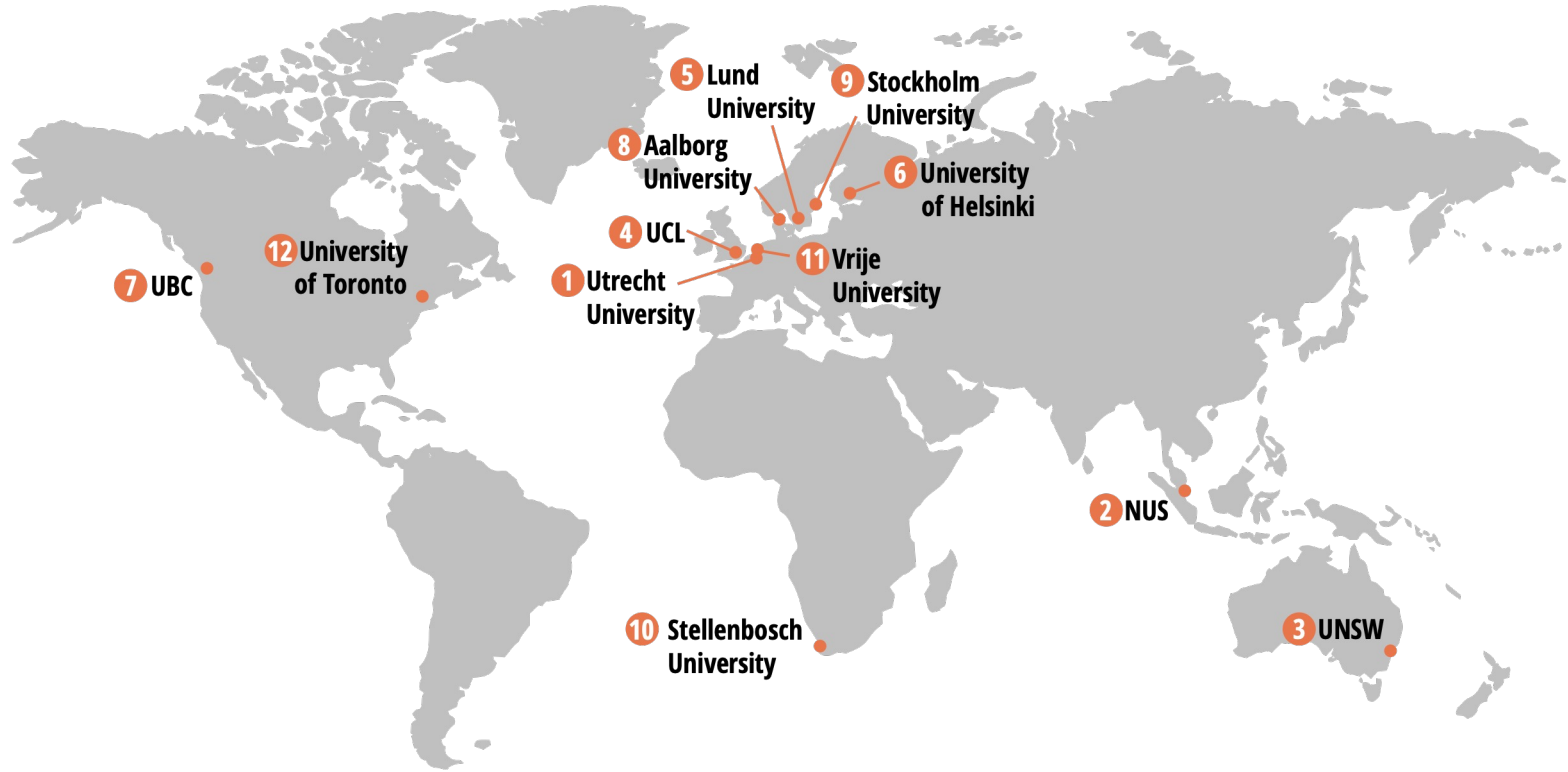 5 Lund
University
9 Stockholm
University
8 Aalborg
University
6 University
of Helsinki
4 UCL
12 University
of Toronto
11 Vrije
University
7 UBC
1 Utrecht
University
2 NUS
10 Stellenbosch
University
3 UNSW